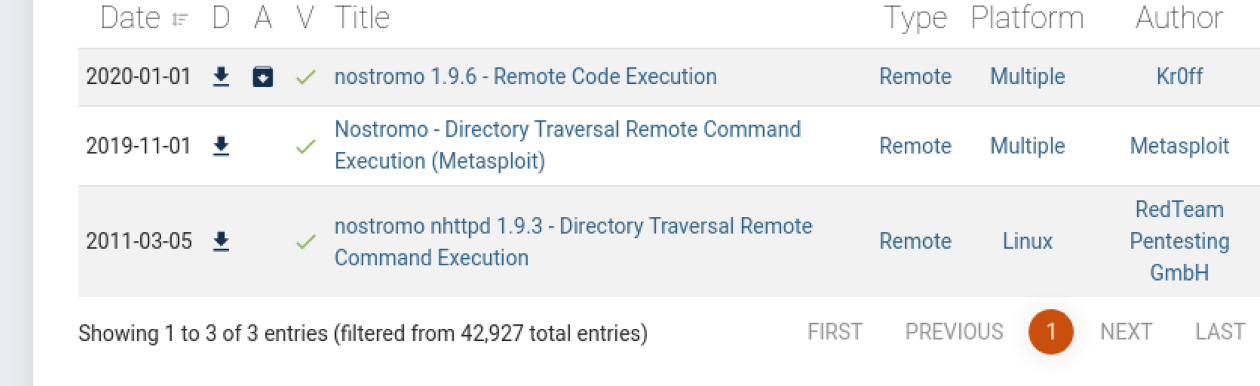 Date D A V Title Type Platform Author
2020-01-01 nostromo 1.9.6 - Remote Code Execution Remote Multiple Kr0ff
2019-11-01 Nostromo - Directory Traversal Remote Command
Execution (Metasploit) Remote Multiple Metasploit
2011-03-05 nostromo nhttpd 1.9.3 - Directory Traversal Remote
Command Execution Remote Linux RedTeam
Pentesting
GmbH
Showing 1 to 3 of 3 entries (filtered from 42,927 total entries) FIRST PREVIOUS 1 NEXT LAST